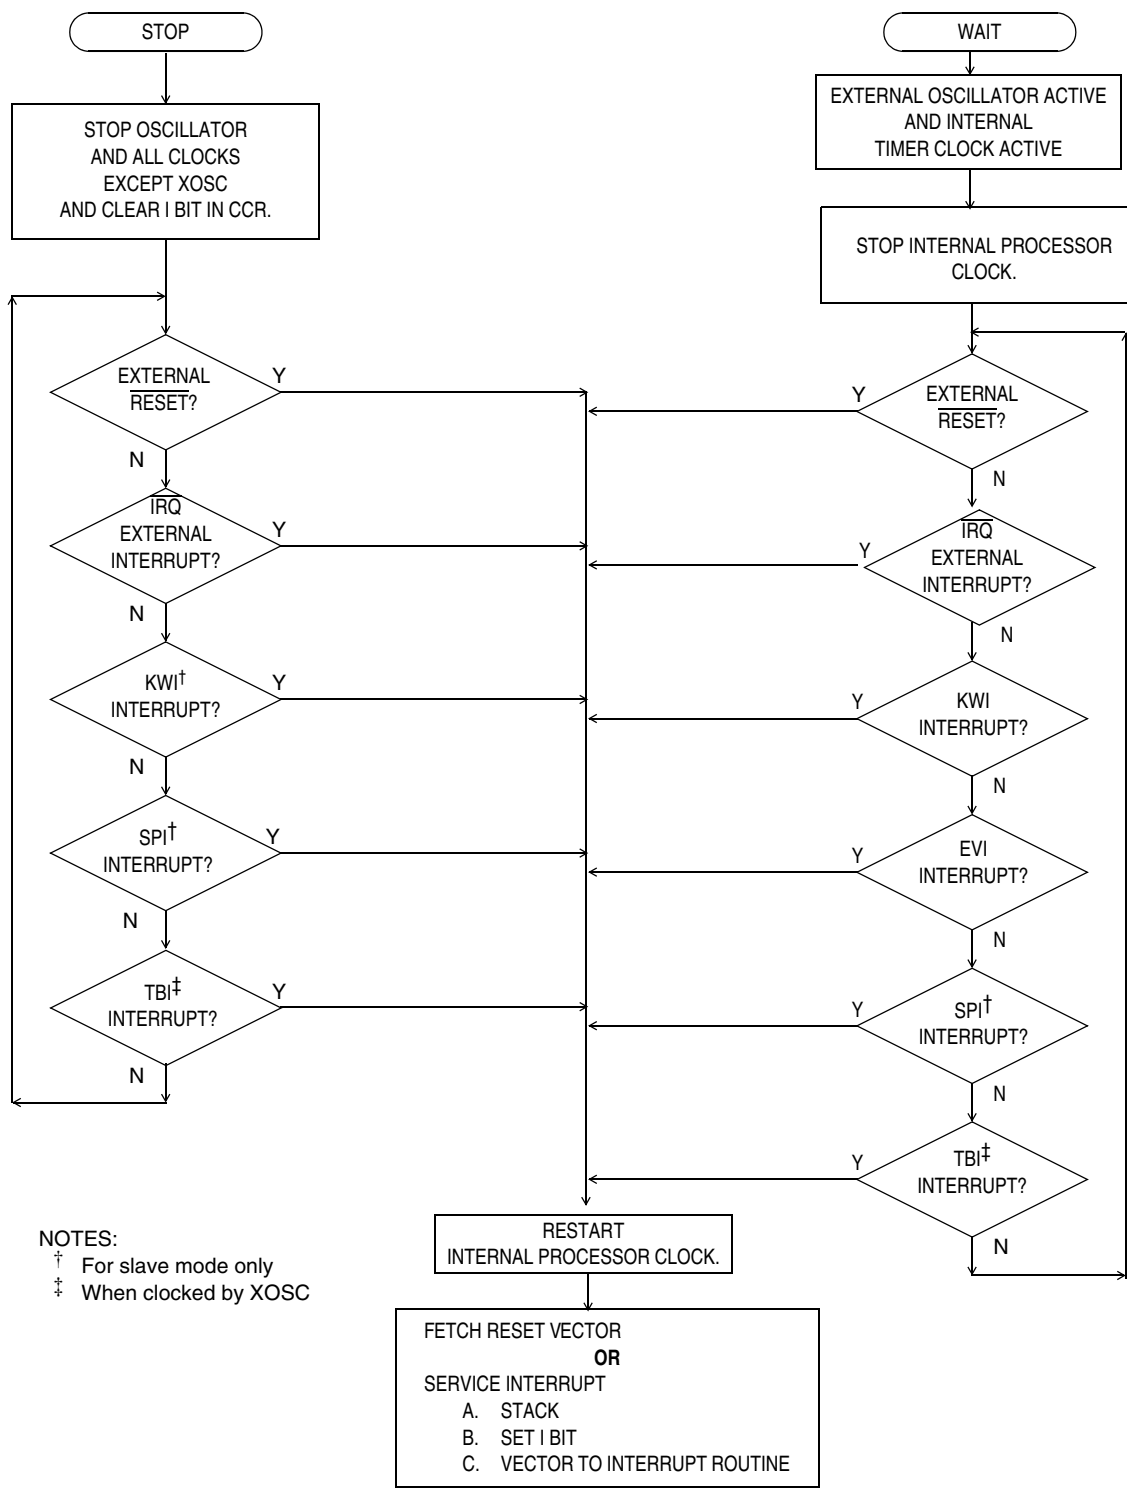 STOP
STOP OSCILLATOR
AND ALL CLOCKS
EXCEPT XOSC
AND CLEAR I BIT IN CCR.
EXTERNAL
RESET?
Y
N
IRQ
EXTERNAL
INTERRUPT?
Y
N
KWI†
INTERRUPT?
Y
N
SPI†
INTERRUPT?
Y
N
TBI‡
INTERRUPT?
Y
N
WAIT
EXTERNAL OSCILLATOR ACTIVE
AND INTERNAL
TIMER CLOCK ACTIVE
STOP INTERNAL PROCESSOR
CLOCK.
EXTERNAL
RESET?
Y
N
IRQ
EXTERNAL
INTERRUPT?
Y
N
KWI
INTERRUPT?
Y
N
EVI
INTERRUPT?
Y
N
SPI†
INTERRUPT?
Y
N
TBI‡
INTERRUPT?
Y
N
RESTART
INTERNAL PROCESSOR CLOCK.
FETCH RESET VECTOR
OR
SERVICE INTERRUPT
A. STACK
B. SET I BIT
C. VECTOR TO INTERRUPT ROUTINE
NOTES:
† For slave mode only
‡ When clocked by XOSC